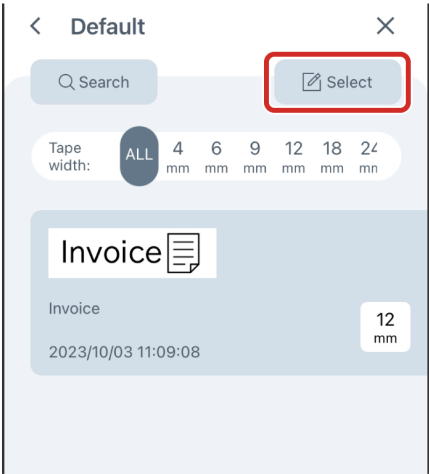 Default
Search
Select
Tape width:
ALL
4 mm
6 mm
9 mm
12 mm
18 mm
Invoice
Invoice
12 mm
2023/10/03 11:09:08